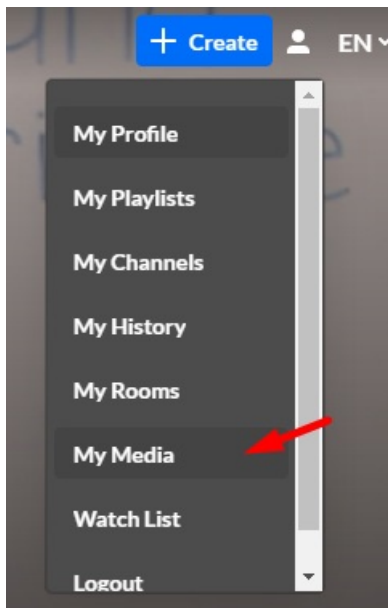 + Create EN
My Profile
My Playlists
My Channels
My History
My Rooms
My Media
Watch List
Logout